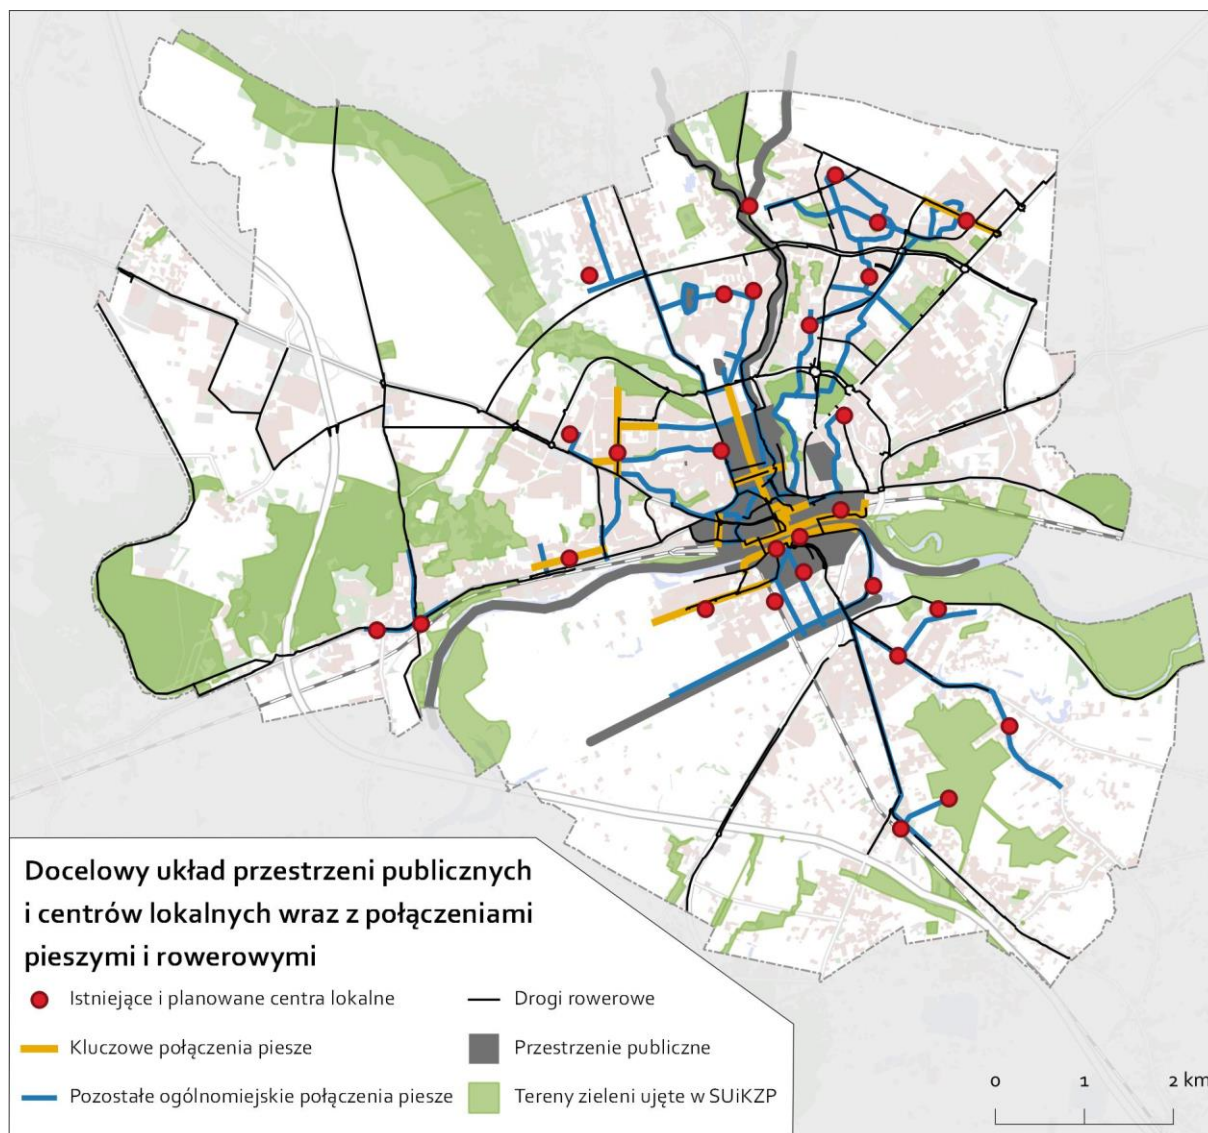 Docelowy układ przestrzeni publicznych
i centrów lokalnych wraz z połączeniami
pieszymi i rowerowymi
Istniejące i planowane centra lokalne
Kluczowe połączenia piesze
Pozostałe ogólnomiejskie połączenia piesze
Drogi rowerowe
Przestrzenie publiczne
Tereny zieleni ujęte w SUiKZP
0 1 2 km